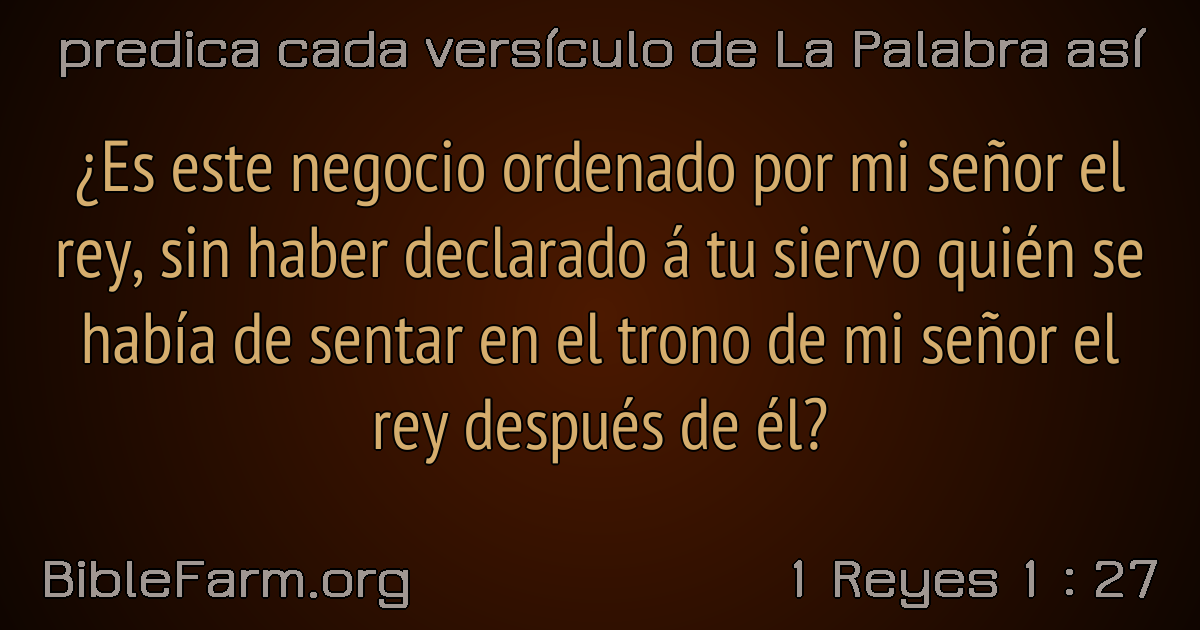 predica cada versículo de La Palabra así
¿Es este negocio ordenado por mi señor el
rey, sin haber declarado á tu siervo quién se
había de sentar en el trono de mi señor el
rey después de él?
BibleFarm.org
1 Reyes 1 : 27